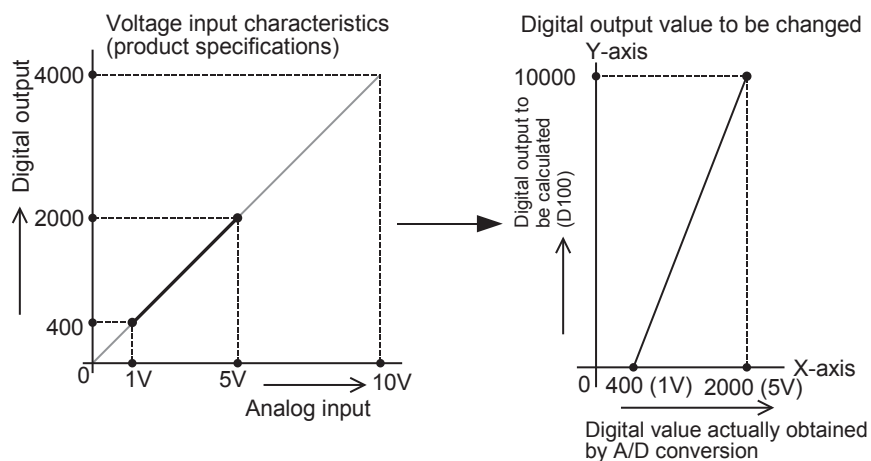 Voltage input characteristics
(product specifications)
Digital output
4000
2000
400
0
1V
5V
10V
Analog input
Digital output value to be changed
Y-axis
10000
Digital output to
be calculated
(D100)
X-axis
0
400 (1V)
2000 (5V)
Digital value actually obtained
by A/D conversion